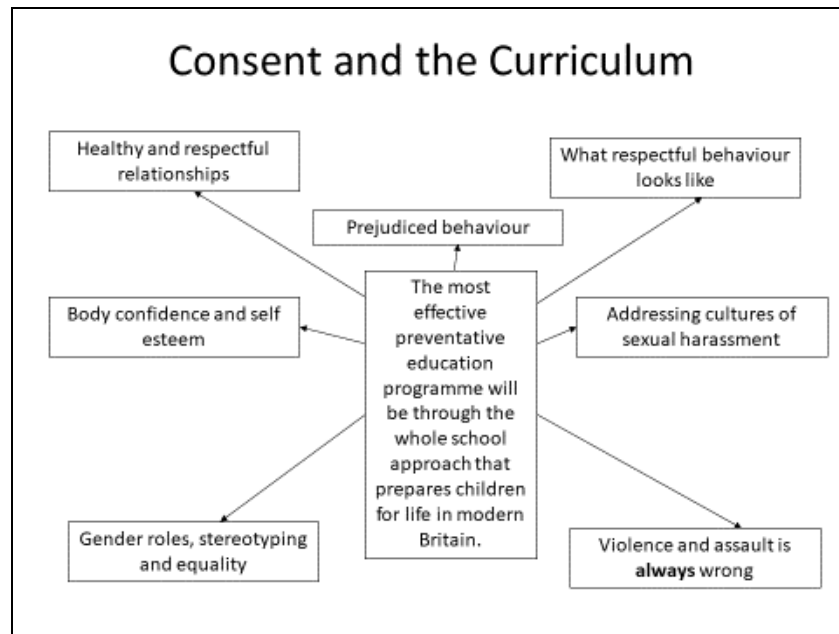 Consent and the Curriculum
Healthy and respectful
relationships
What respectful behaviour
looks like
Prejudiced behaviour
The most
effective
preventative
education
programme will
be through the
whole school
approach that
prepares children
for life in modern
Britain.
Body confidence and self
esteem
Addressing cultures of
sexual harassment
Gender roles, stereotyping
and equality
Violence and assault is
always wrong